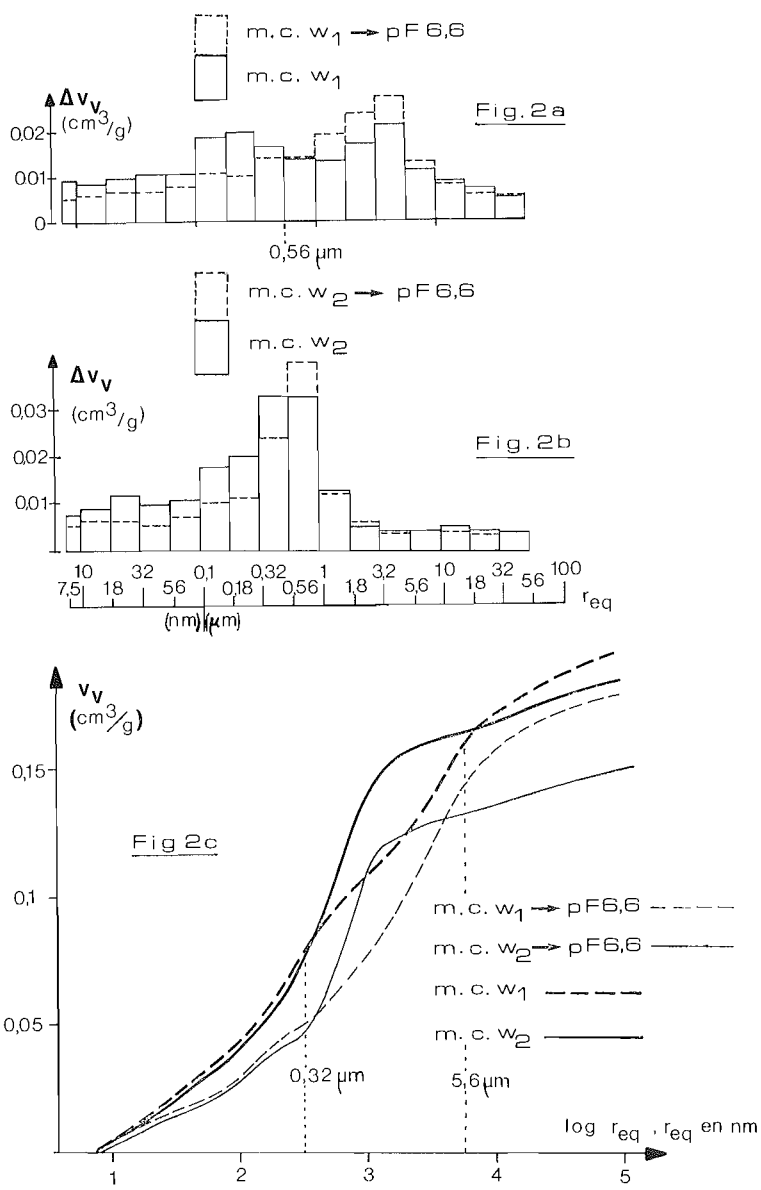 m.c. w1 → pF 6,6
m.c. w1
Fig. 2a
Δvv
(cm3/g)
0,02
0,01
0
0,56 μm
m.c. w2 → pF 6,6
m.c. w2
Δvv
(cm3/g)
Fig. 2b
0,03
0,02
0,01
10 32 0,1 0,32 1 3,2 10 32 100
7,5 18 56 0,18 0,56 1,8 5,6 18 56 req
(nm) (μm)
vv
(cm3/g)
0,15
Fig 2c
0,1
m.c. w1 → pF 6,6
m.c. w2 → pF 6,6
m.c. w1
m.c. w2
0,05
0,32 μm
5,6 μm
log req , req en nm
1 2 3 4 5